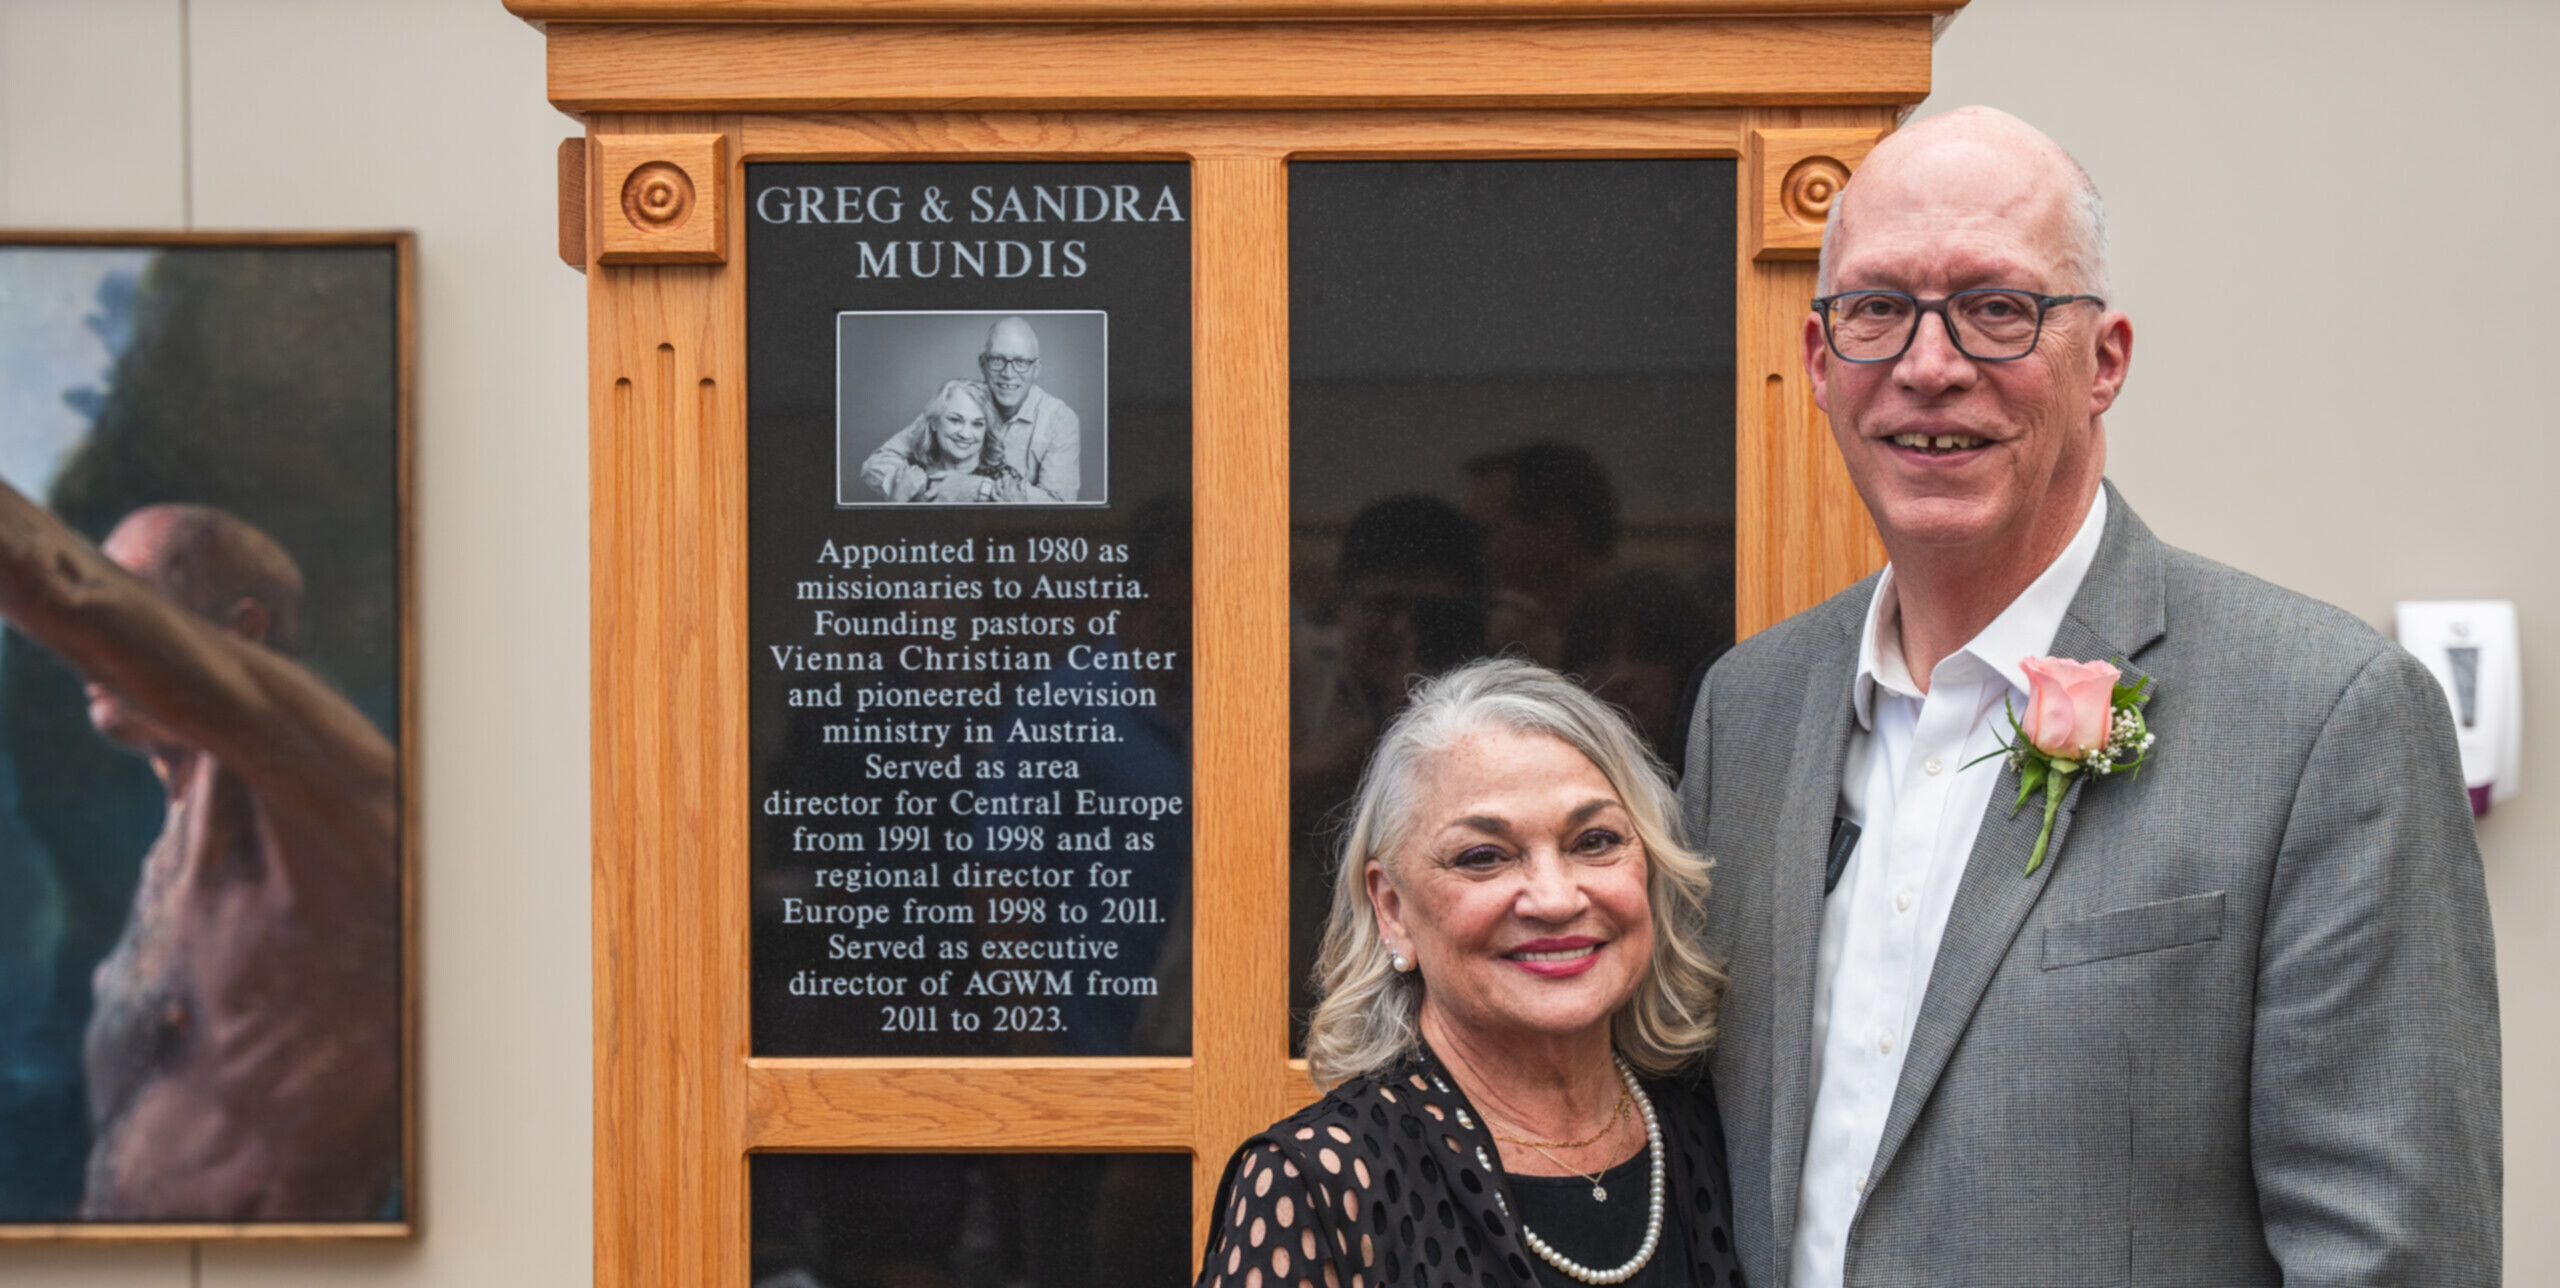 GREG & SANDRA
MUNDIS
Appointed in 1980 as
missionaries to Austria.
Founding pastors of
Vienna Christian Center
and pioneered television
ministry in Austria.
Served as area
director for Central Europe
from 1991 to 1998 and as
regional director for
Europe from 1998 to 2011.
Served as executive
director of AGWM from
2011 to 2023.